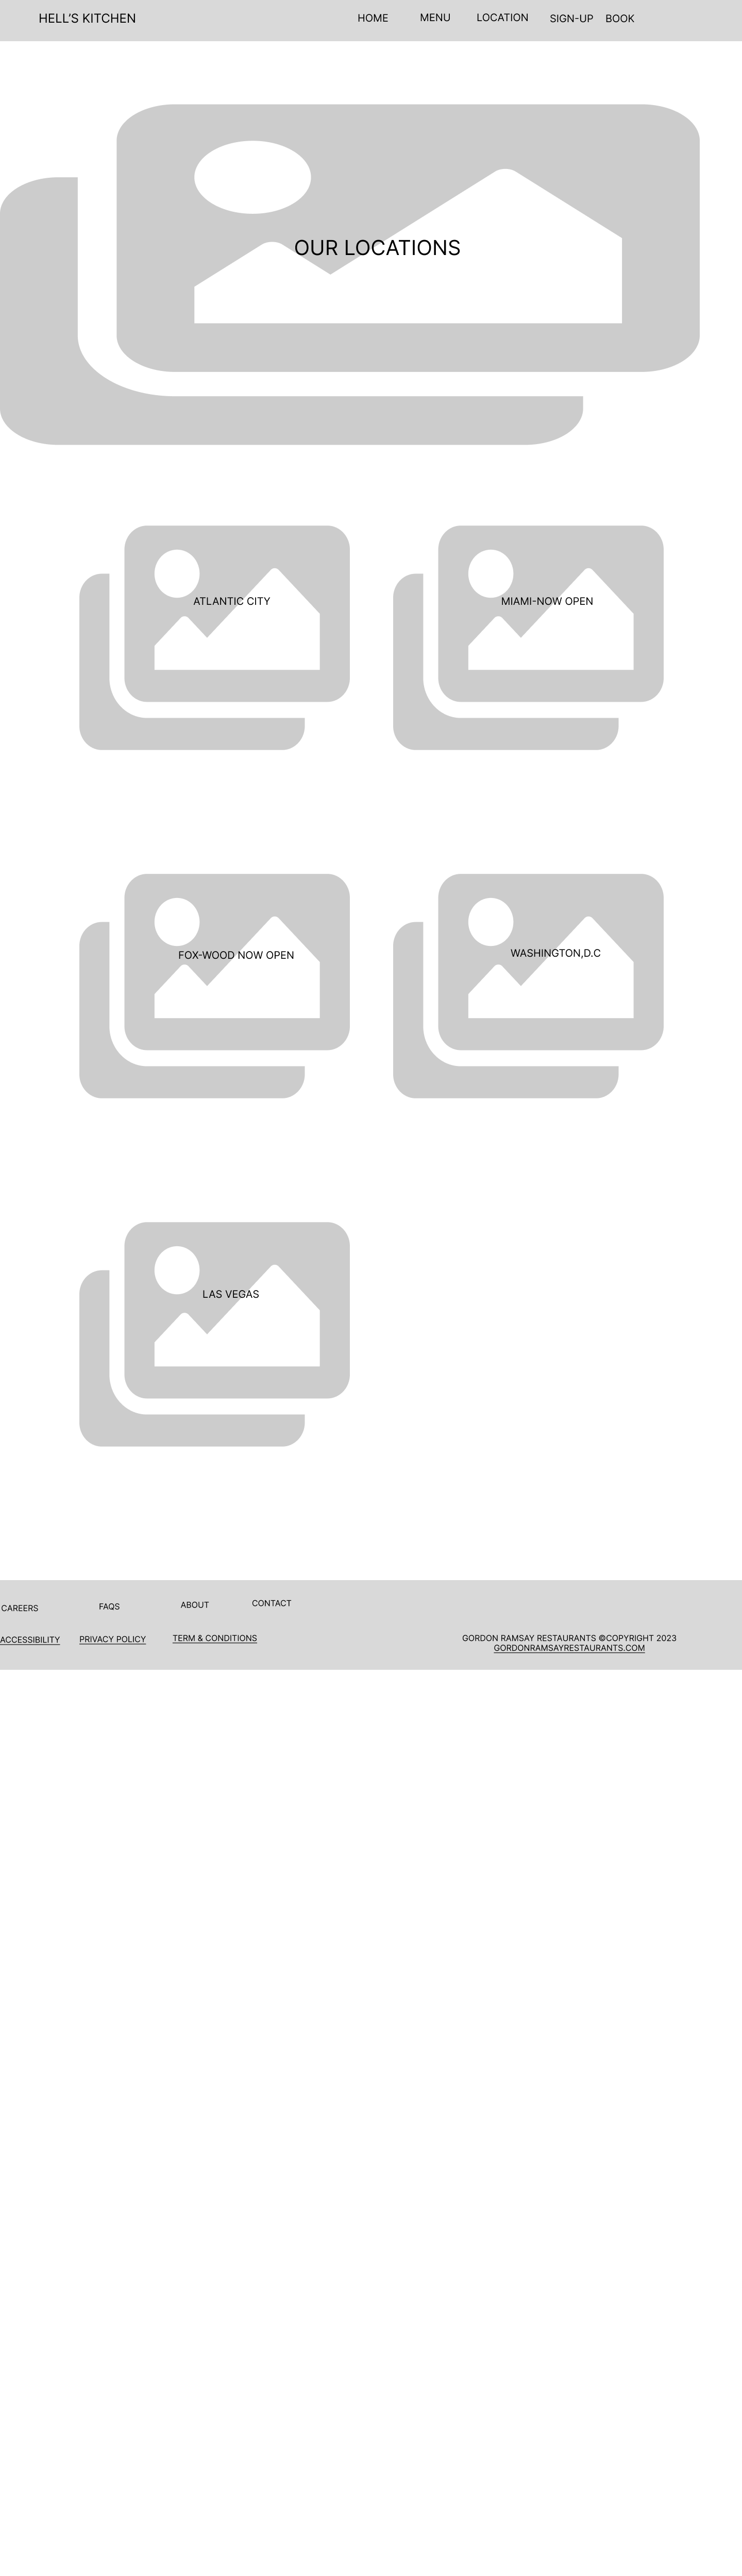 HELL’S KITCHEN
HOME MENU LOCATION SIGN-UP BOOK
OUR LOCATIONS
ATLANTIC CITY
MIAMI-NOW OPEN
FOX-WOOD NOW OPEN
WASHINGTON,D.C
LAS VEGAS
CAREERS FAQS ABOUT CONTACT
ACCESSIBILITY PRIVACY POLICY TERM & CONDITIONS
GORDON RAMSAY RESTAURANTS ©COPYRIGHT 2023
GORDONRAMSAYRESTAURANTS.COM